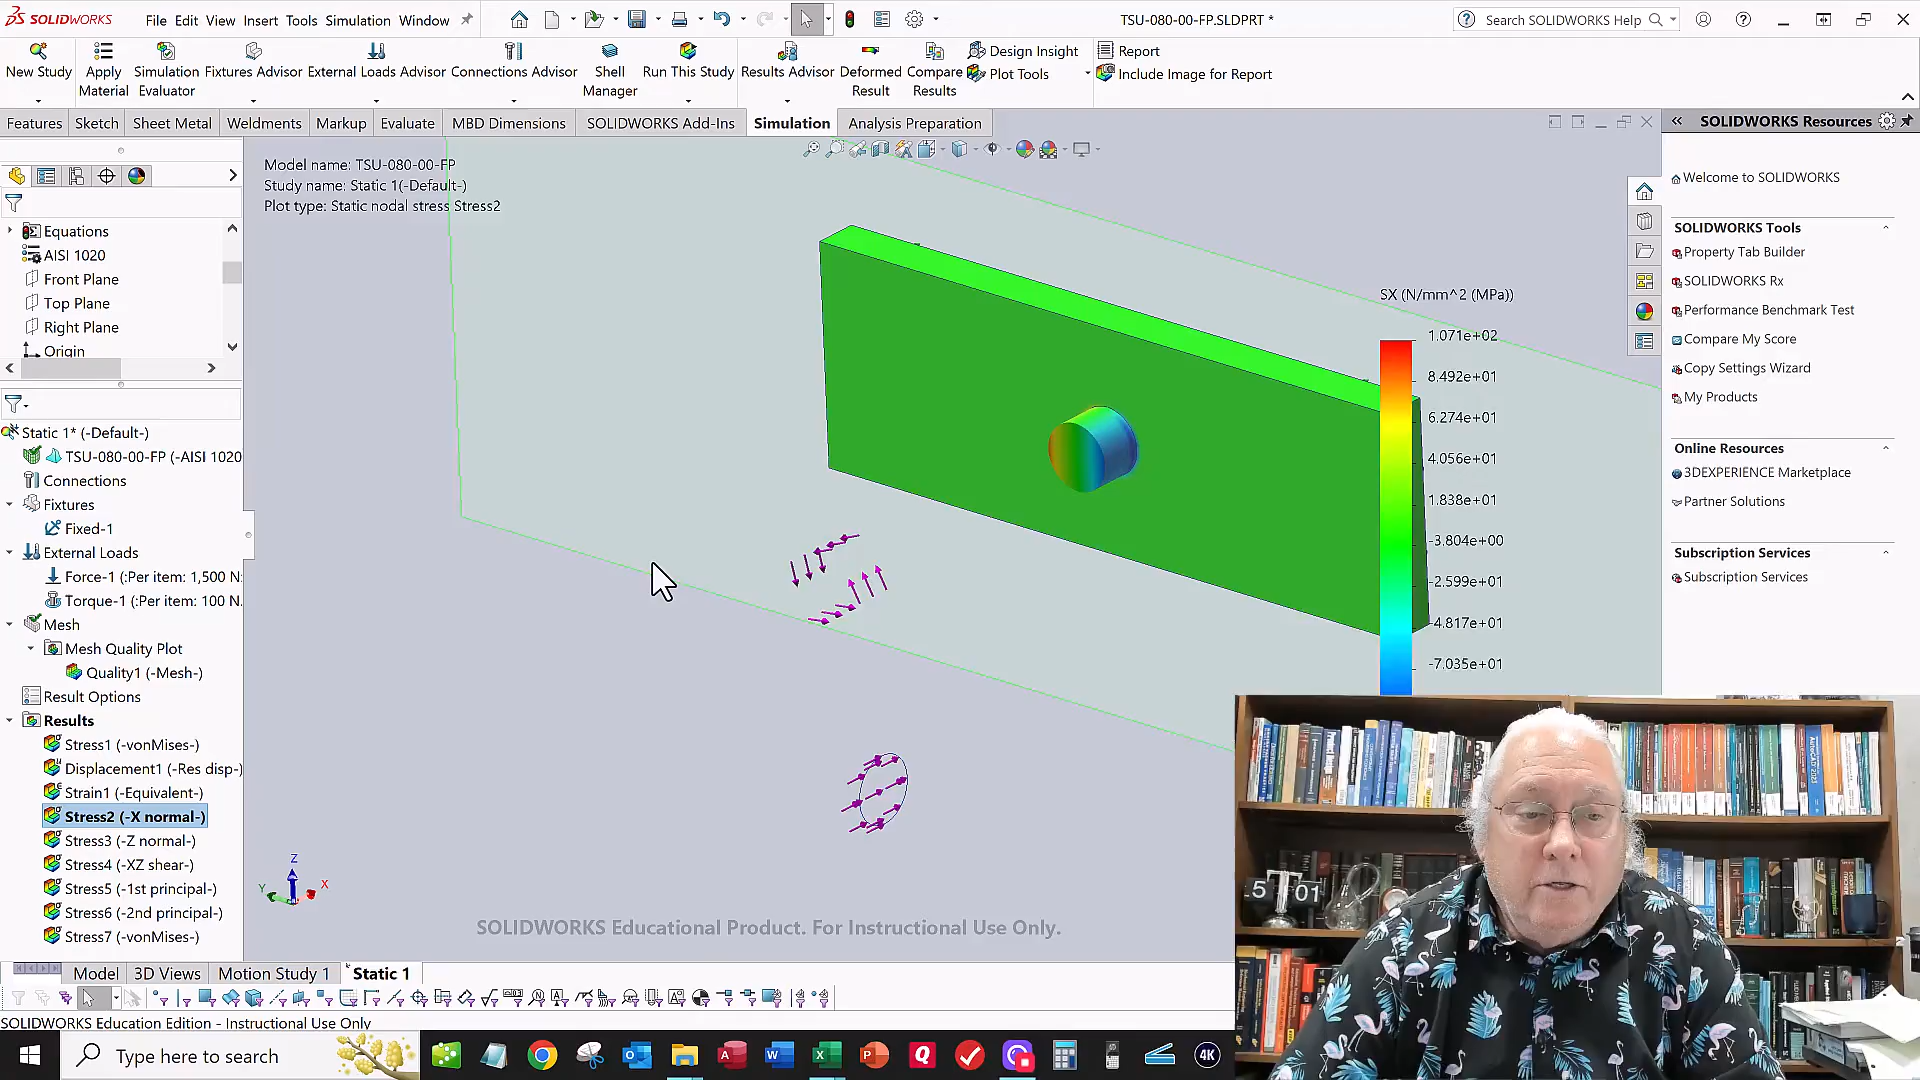 SOLIDWORKS File Edit View Insert Tools Simulation Window
TSU-080-00-FP.SLDPRT *
Search SOLIDWORKS Help
New Study
Apply Material
Simulation Evaluator
Fixtures Advisor
External Loads Advisor
Connections Advisor
Shell Manager
Run This Study
Results Advisor
Deformed Result
Compare Results
Design Insight
Plot Tools
Report
Include Image for Report
Features Sketch Sheet Metal Weldments Markup Evaluate MBD Dimensions SOLIDWORKS Add-Ins Simulation Analysis Preparation
Equations
AISI 1020
Front Plane
Top Plane
Right Plane
Origin
Static 1* (-Default-)
TSU-080-00-FP (-AISI 1020
Connections
Fixtures
Fixed-1
External Loads
Force-1 (:Per item: 1,500 N:
Torque-1 (:Per item: 100 N.
Mesh
Mesh Quality Plot
Quality1 (-Mesh-)
Result Options
Results
Stress1 (-vonMises-)
Displacement1 (-Res disp-)
Strain1 (-Equivalent-)
Stress2 (-X normal-)
Stress3 (-Z normal-)
Stress4 (-XZ shear-)
Stress5 (-1st principal-)
Stress6 (-2nd principal-)
Stress7 (-vonMises-)
Model name: TSU-080-00-FP
Study name: Static 1(-Default-)
Plot type: Static nodal stress Stress2
SX (N/mm^2 (MPa))
1.071e+02
8.492e+01
6.274e+01
4.056e+01
1.838e+01
-3.804e+00
-2.599e+01
-4.817e+01
-7.035e+01
Z
Y
X
SOLIDWORKS Educational Product. For Instructional Use Only.
SOLIDWORKS Resources
Welcome to SOLIDWORKS
SOLIDWORKS Tools
Property Tab Builder
SOLIDWORKS Rx
Performance Benchmark Test
Compare My Score
Copy Settings Wizard
My Products
Online Resources
3DEXPERIENCE Marketplace
Partner Solutions
Subscription Services
Subscription Services
5 01
Model 3D Views Motion Study 1 Static 1
SOLIDWORKS Education Edition - Instructional Use Only
Type here to search
4K